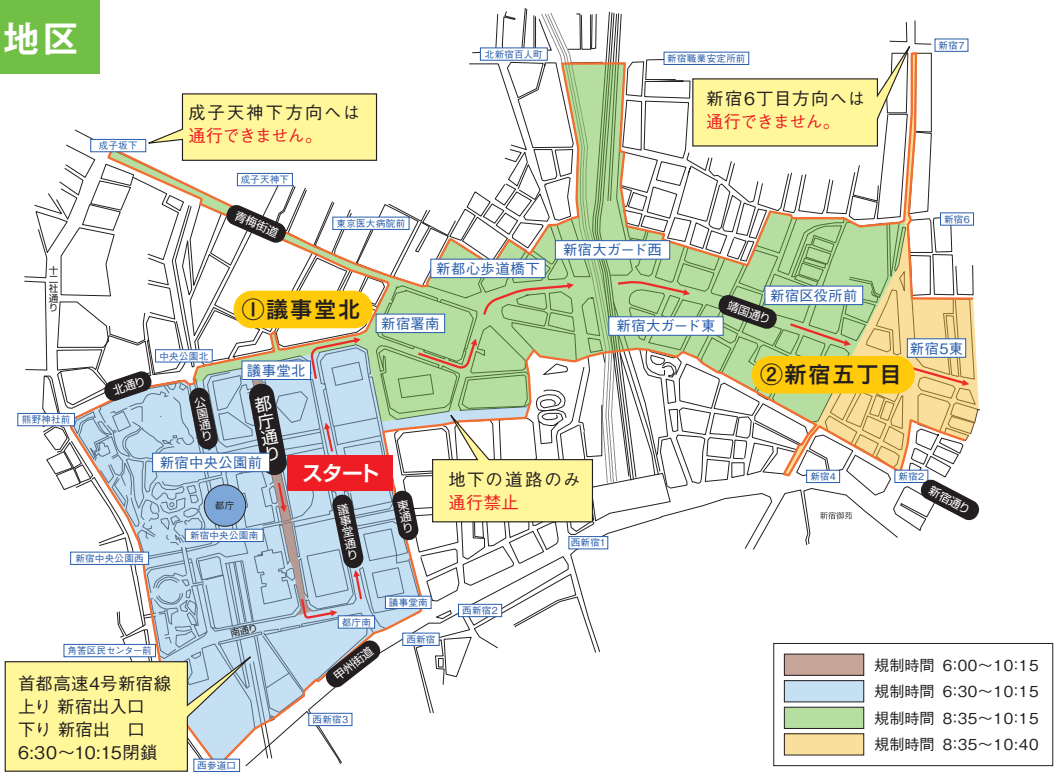 地区
北新宿百人町
新宿職業安定所前
新宿7
成子天神下方向へは
通行できません。
新宿6丁目方向へは
通行できません。
成子坂下
成子天神下
青梅街道
東京医大病院前
新宿6
十二社通り
新都心歩道橋下
新宿大ガード西
新宿区役所前
①議事堂北
新宿署南
新宿大ガード東
靖国通り
新宿5東
中央公園北
議事堂北
②新宿五丁目
北通り
公園通り
都庁通り
熊野神社前
新宿中央公園前
スタート
地下の道路のみ
通行禁止
新宿4
新宿2
新宿通り
都庁
議事堂通り
東通り
新宿御苑
新宿中央公園南
西新宿1
新宿中央公園西
議事堂南
西新宿2
都庁南
南通り
西新宿
角筈区民センター前
甲州街道
首都高速4号新宿線
上り 新宿出入口
下り 新宿出 口
6:30〜10:15閉鎖
西新宿3
西参道口
規制時間 6:00〜10:15
規制時間 6:30〜10:15
規制時間 8:35〜10:15
規制時間 8:35〜10:40